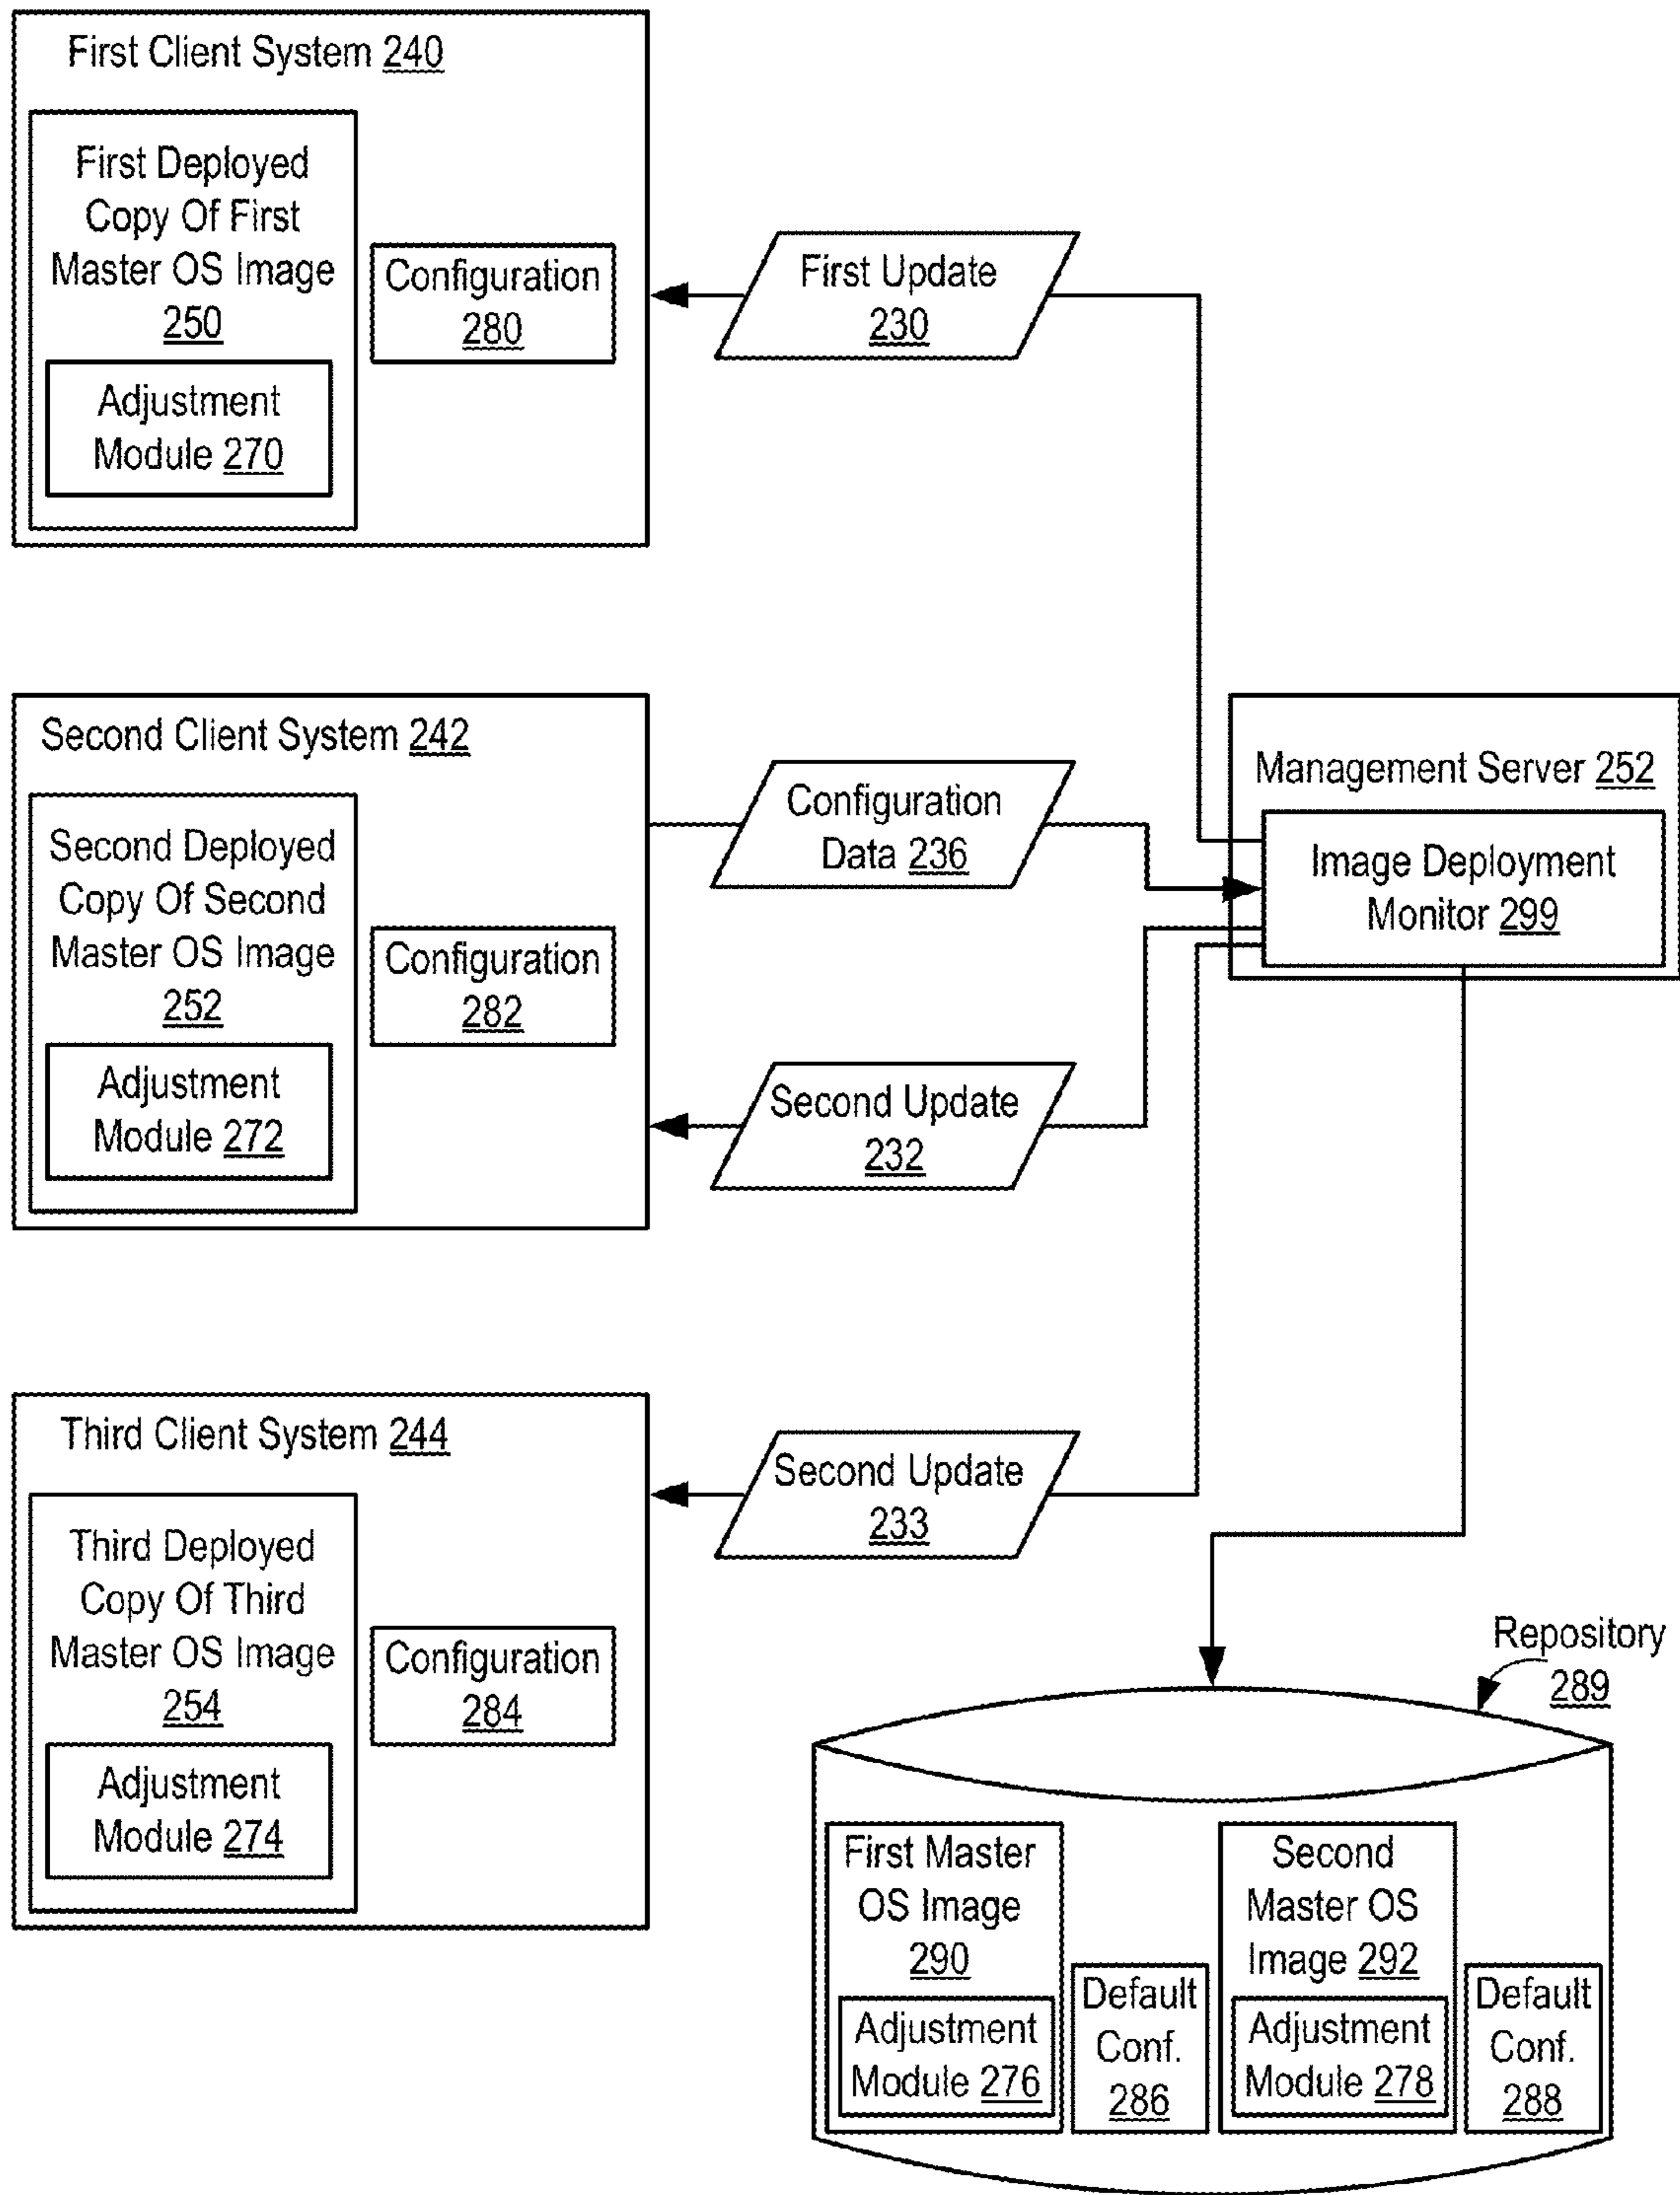 First Client System 240
First Deployed
Copy Of First
Master OS Image
250
Adjustment
Module 270
Configuration
280
First Update
230
Second Client System 242
Second Deployed
Copy Of Second
Master OS Image
252
Adjustment
Module 272
Configuration
282
Configuration
Data 236
Second Update
232
Management Server 252
Image Deployment
Monitor 299
Third Client System 244
Third Deployed
Copy Of Third
Master OS Image
254
Adjustment
Module 274
Configuration
284
Second Update
233
Repository
289
First Master
OS Image
290
Adjustment
Module 276
Default
Conf.
286
Second
Master OS
Image 292
Adjustment
Module 278
Default
Conf.
288